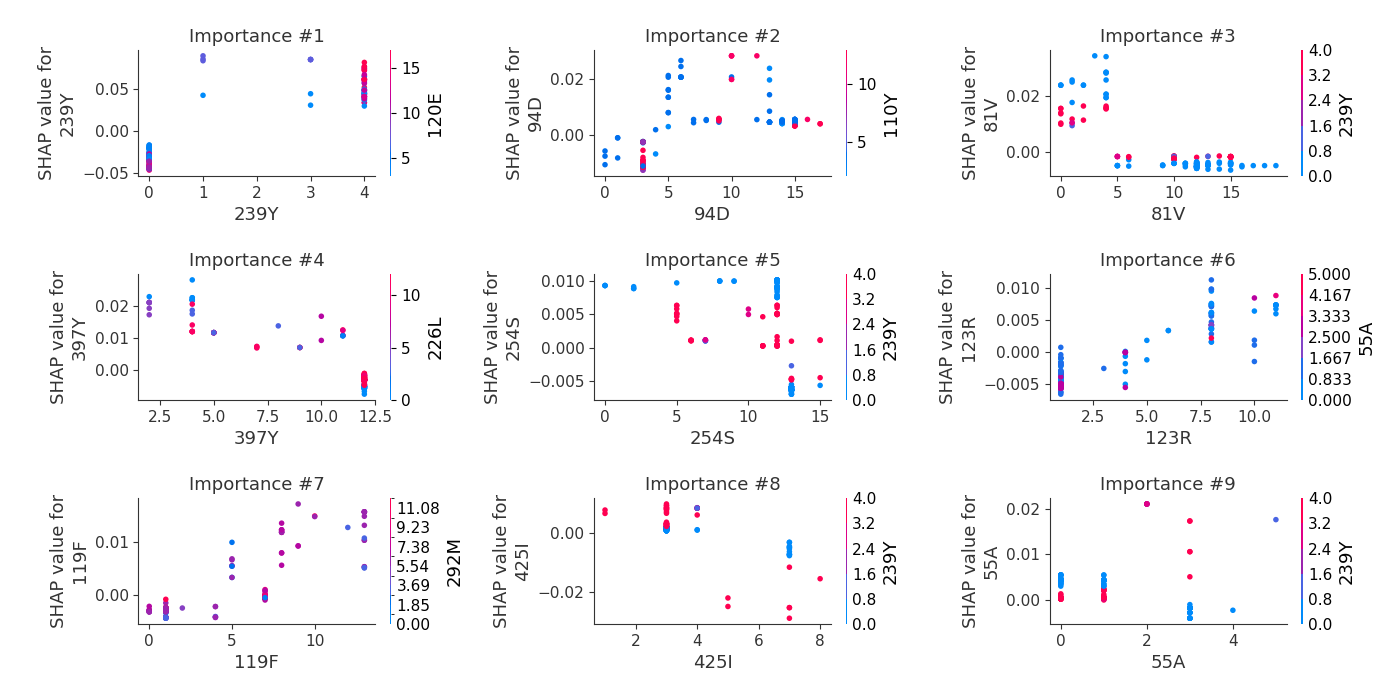 Importance #1
SHAP value for
239Y
0.05
0.00
−0.05
0
1
2
3
4
239Y
15
10
5
120E
Importance #2
SHAP value for
94D
0.02
0.00
0
5
10
15
94D
10
5
110Y
Importance #3
SHAP value for
81V
0.02
0.00
0
5
10
15
81V
4.0
3.2
2.4
1.6
0.8
0.0
239Y
Importance #4
SHAP value for
397Y
0.02
0.01
0.00
2.5
5.0
7.5
10.0
12.5
397Y
10
5
0
226L
Importance #5
SHAP value for
254S
0.010
0.005
0.000
−0.005
0
5
10
15
254S
4.0
3.2
2.4
1.6
0.8
0.0
239Y
Importance #6
SHAP value for
123R
0.010
0.005
0.000
−0.005
2.5
5.0
7.5
10.0
123R
5.000
4.167
3.333
2.500
1.667
0.833
0.000
55A
Importance #7
SHAP value for
119F
0.01
0.00
0
5
10
119F
11.08
9.23
7.38
5.54
3.69
1.85
0.00
292M
Importance #8
SHAP value for
425I
0.00
−0.02
2
4
6
8
425I
4.0
3.2
2.4
1.6
0.8
0.0
239Y
Importance #9
SHAP value for
55A
0.02
0.01
0.00
0
2
4
55A
4.0
3.2
2.4
1.6
0.8
0.0
239Y